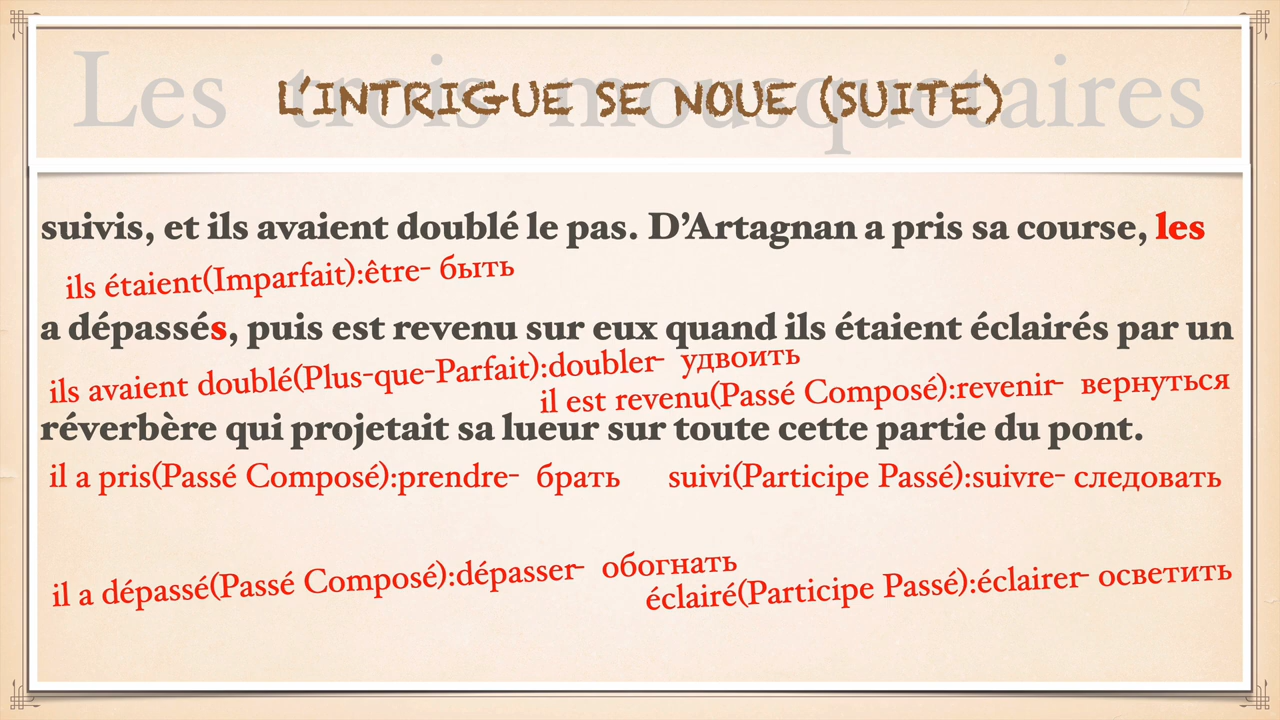 Les trois mousquetaires
L'INTRIGUE SE NOUE (SUITE)
suivis, et ils avaient doublé le pas. D'Artagnan a pris sa course, les
ils étaient(Imparfait):être- быть
a dépassés, puis est revenu sur eux quand ils étaient éclairés par un
ils avaient doublé(Plus-que-Parfait):doubler- удвоить
il est revenu(Passé Composé):revenir- вернуться
réverbère qui projetait sa lueur sur toute cette partie du pont.
il a pris(Passé Composé):prendre- брать
suivi(Participe Passé):suivre- следовать
il a dépassé(Passé Composé):dépasser- обогнать
éclairé(Participe Passé):éclairer- осветить